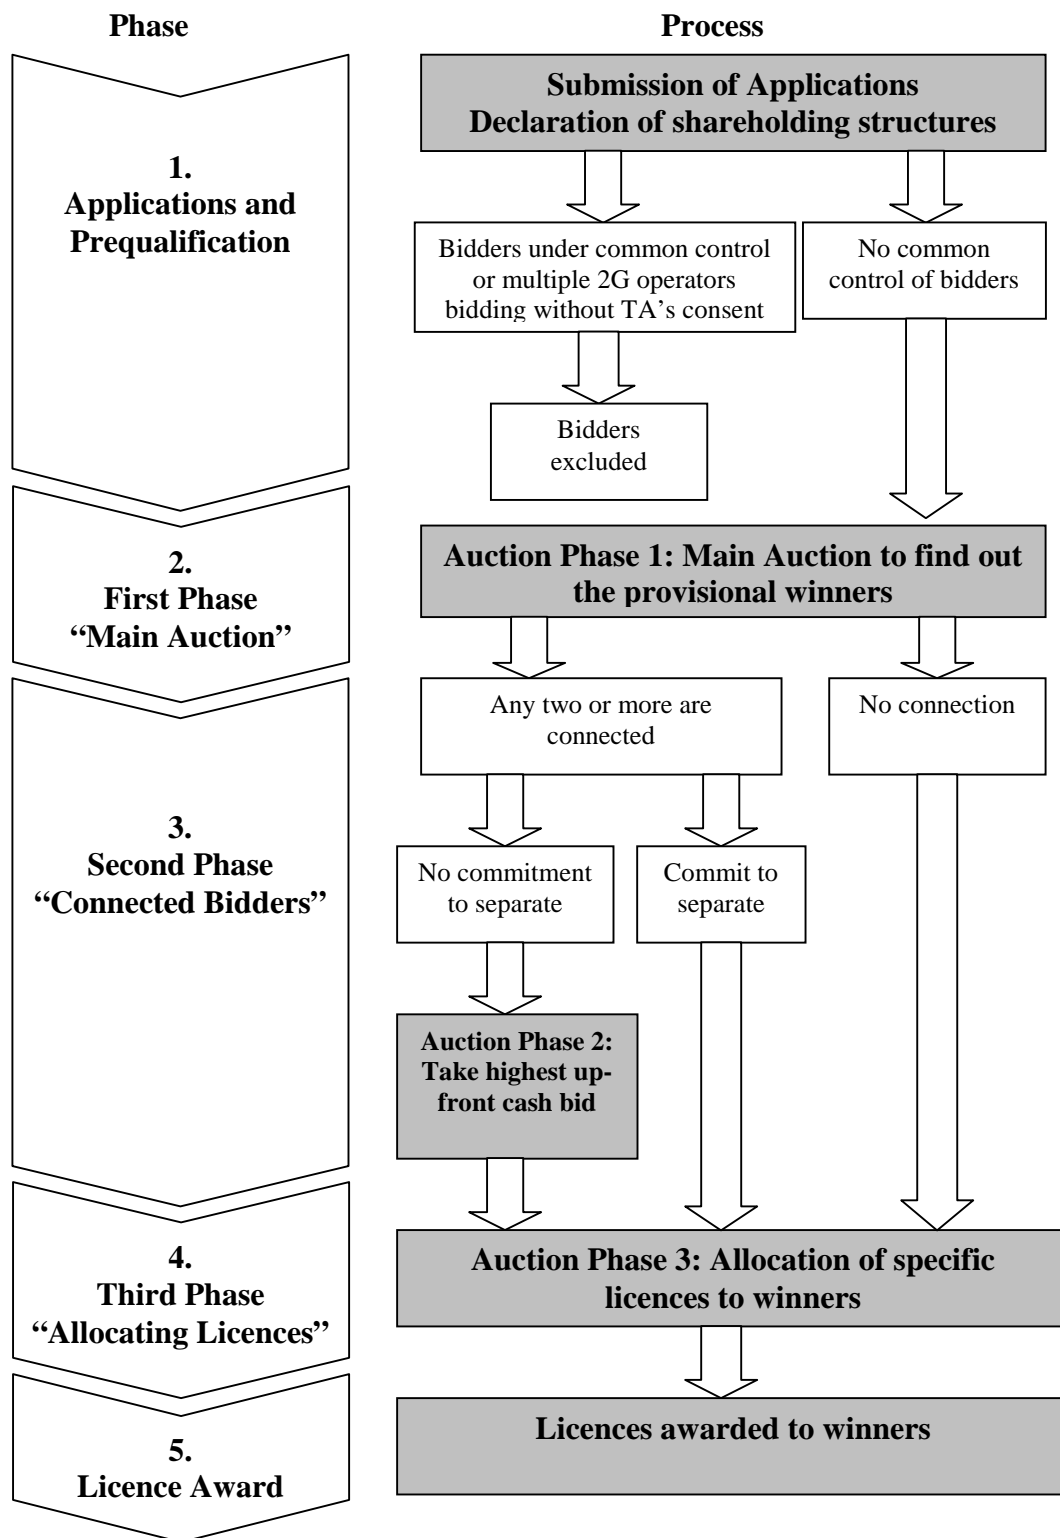 Phase
Process
Submission of Applications
Declaration of shareholding structures
1.
Applications and
Prequalification
Bidders under common control
or multiple 2G operators
bidding without TA’s consent
No common
control of bidders
Bidders
excluded
2.
First Phase
“Main Auction”
Auction Phase 1: Main Auction to find out
the provisional winners
Any two or more are
connected
No connection
3.
Second Phase
“Connected Bidders”
No commitment
to separate
Commit to
separate
Auction Phase 2:
Take highest up-
front cash bid
4.
Third Phase
“Allocating Licences”
Auction Phase 3: Allocation of specific
licences to winners
5.
Licence Award
Licences awarded to winners